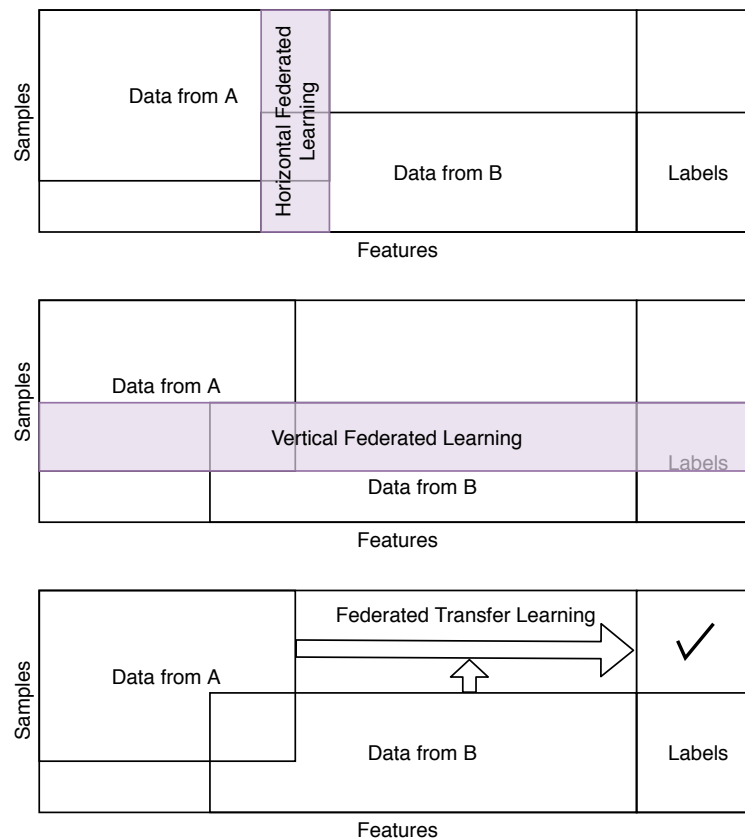 Samples
Data from A
Horizontal Federated
Learning
Data from B
Labels
Features
Samples
Data from A
Vertical Federated Learning
Labels
Data from B
Features
Samples
Federated Transfer Learning
Data from A
Data from B
Labels
Features